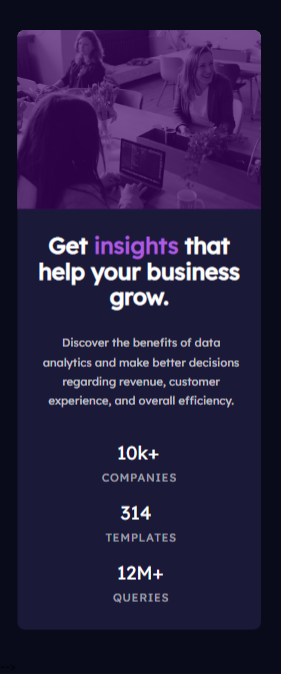 Get insights that
help your business
grow.
Discover the benefits of data
analytics and make better decisions
regarding revenue, customer
experience, and overall efficiency.
10k+
COMPANIES
314
TEMPLATES
12M+
QUERIES